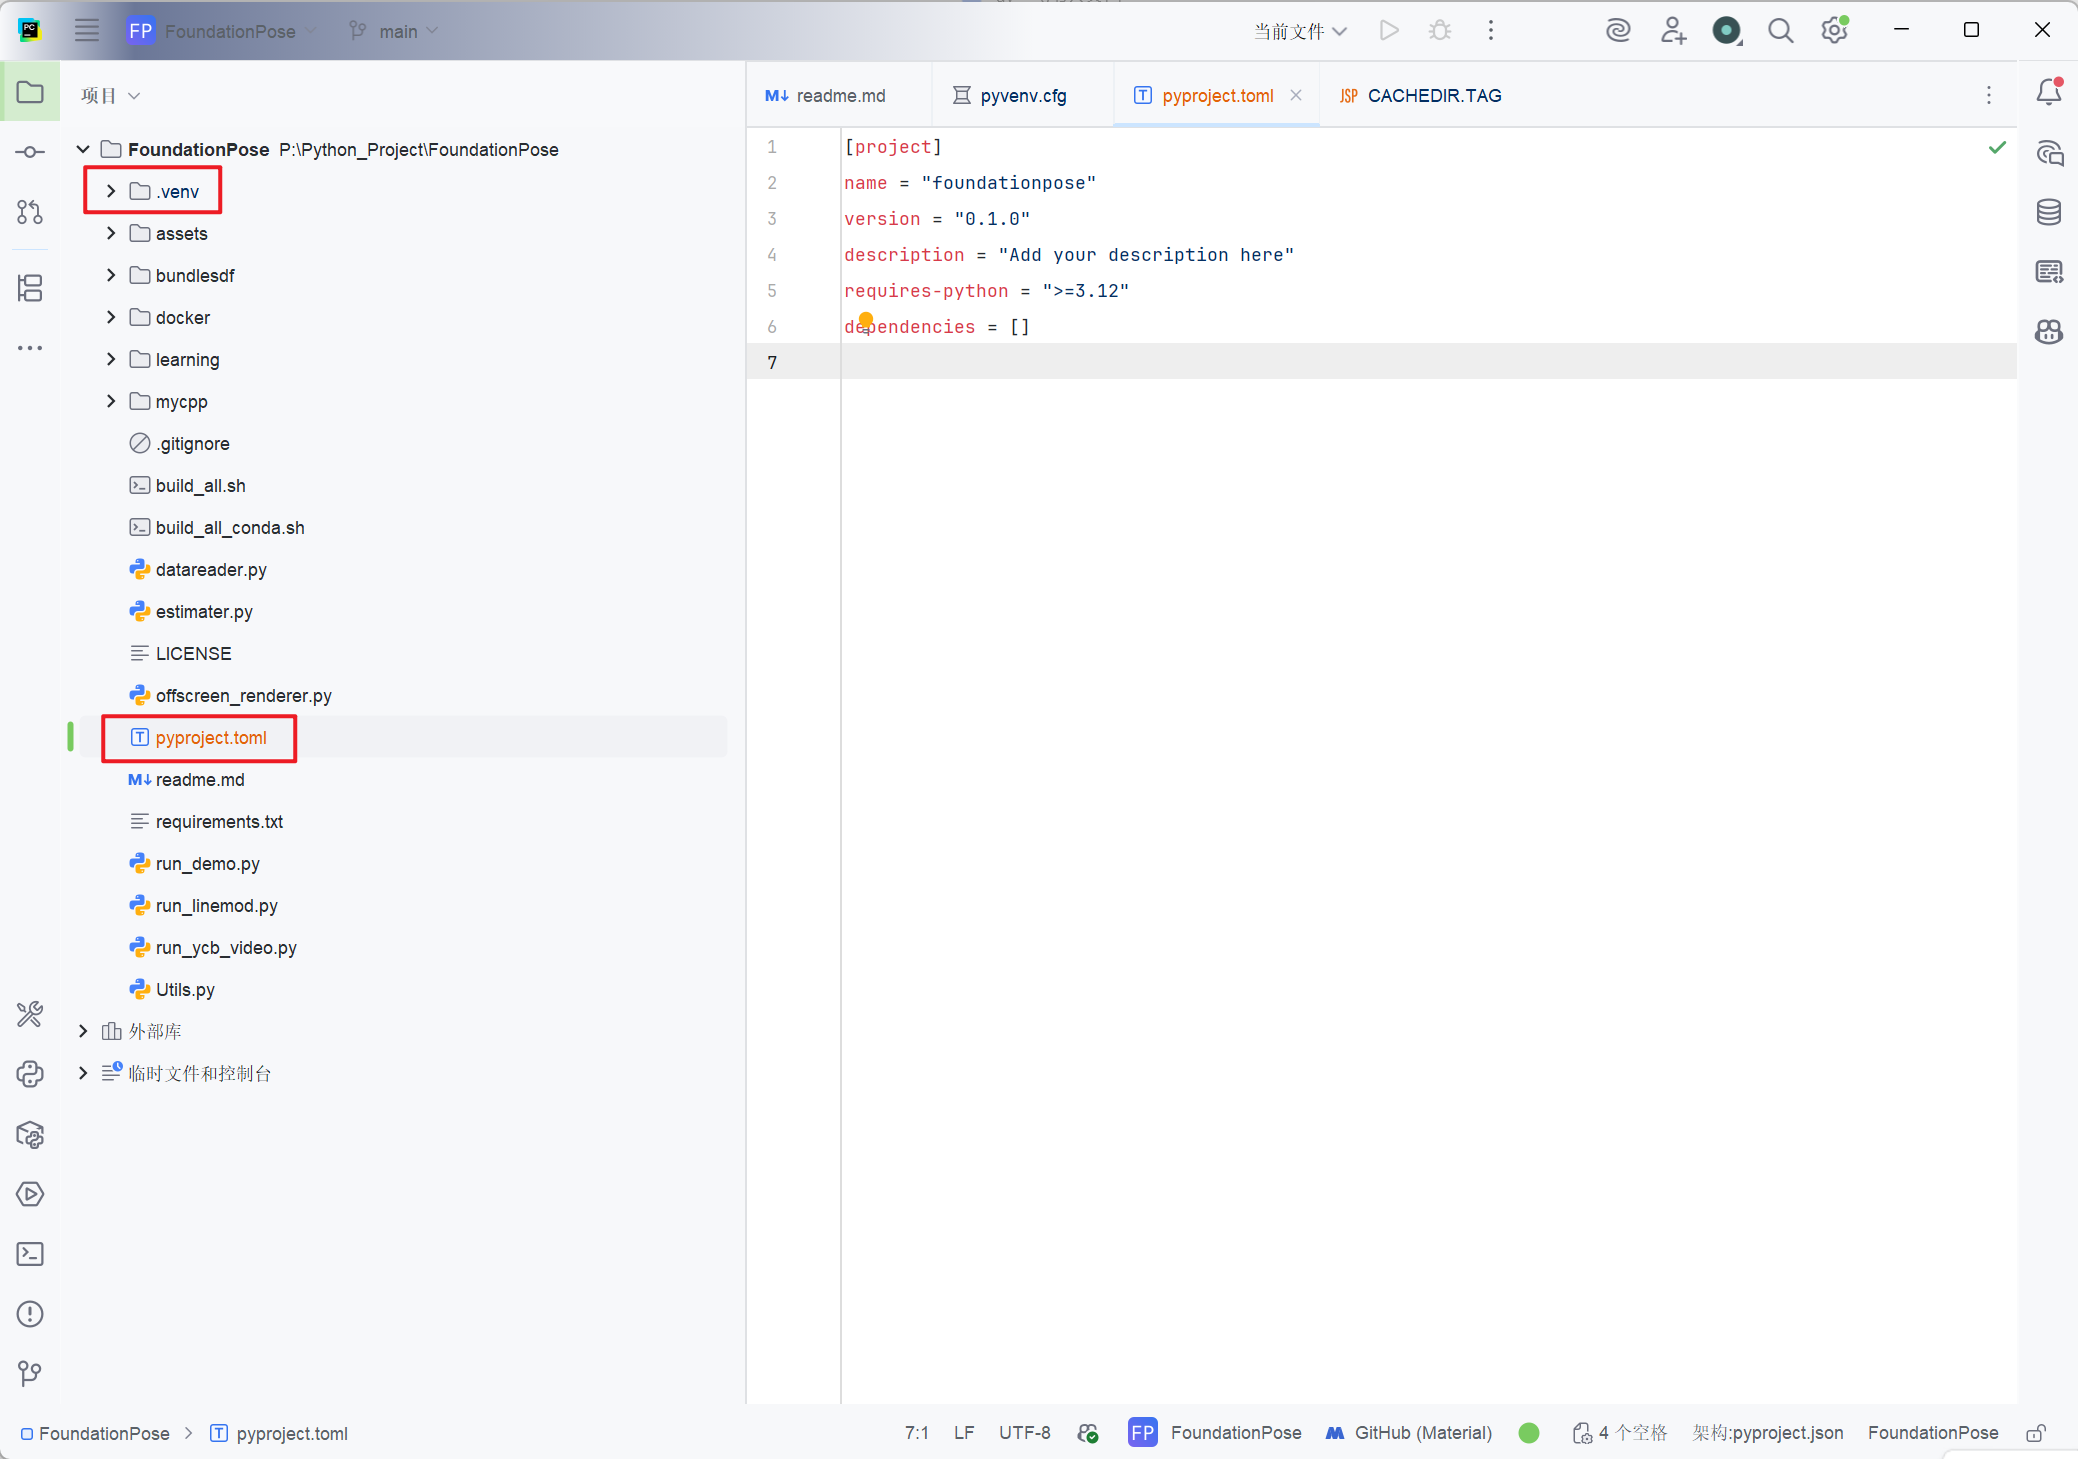 FP FoundationPose main 当前文件
项目
FoundationPose P:\Python_Project\FoundationPose
.venv
assets
bundlesdf
docker
learning
mycpp
.gitignore
build_all.sh
build_all_conda.sh
datareader.py
estimater.py
LICENSE
offscreen_renderer.py
pyproject.toml
readme.md
requirements.txt
run_demo.py
run_linemod.py
run_ycb_video.py
Utils.py
外部库
临时文件和控制台
readme.md pyvenv.cfg pyproject.toml JSP CACHEDIR.TAG
1 [project]
2 name = "foundationpose"
3 version = "0.1.0"
4 description = "Add your description here"
5 requires-python = ">=3.12"
6 dependencies = []
7
FoundationPose > pyproject.toml 7:1 LF UTF-8 FP FoundationPose GitHub (Material) 4 个空格 架构:pyproject.json FoundationPose